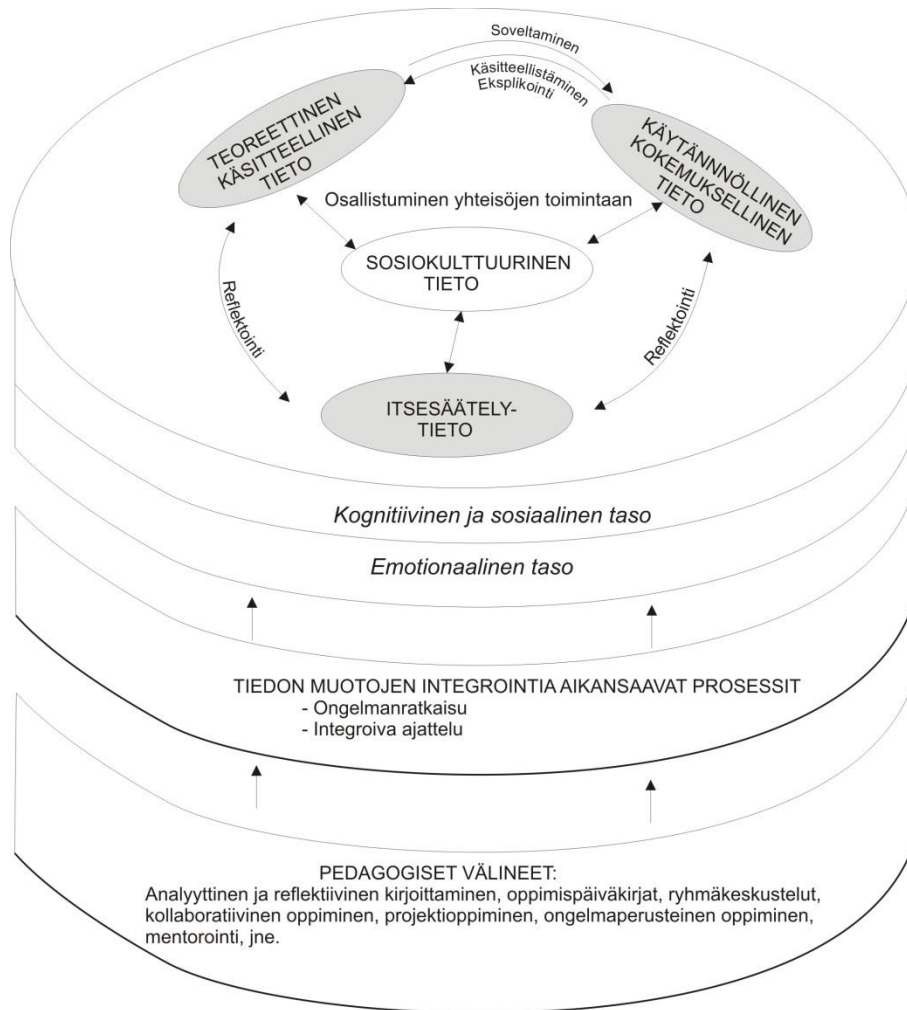 Soveltaminen
Käsitteellistäminen
Eksplikointi
TEOREETTINEN
KÄSITTEELLINEN
TIETO
KÄYTÄNNNÖLLINEN
KOKEMUKSELLINEN
TIETO
Osallistuminen yhteisöjen toimintaan
SOSIOKULTTUURINEN
TIETO
Reflektointi
Reflektointi
ITSESÄÄTELY-
TIETO
Kognitiivinen ja sosiaalinen taso
Emotionaalinen taso
TIEDON MUOTOJEN INTEGROINTIA AIKANSAAVAT PROSESSIT
- Ongelmanratkaisu
- Integroiva ajattelu
PEDAGOGISET VÄLINEET:
Analyyttinen ja reflektiivinen kirjoittaminen, oppimispäiväkirjat, ryhmäkeskustelut,
kollaboratiivinen oppiminen, projektioppiminen, ongelmaperusteinen oppiminen,
mentorointi, jne.